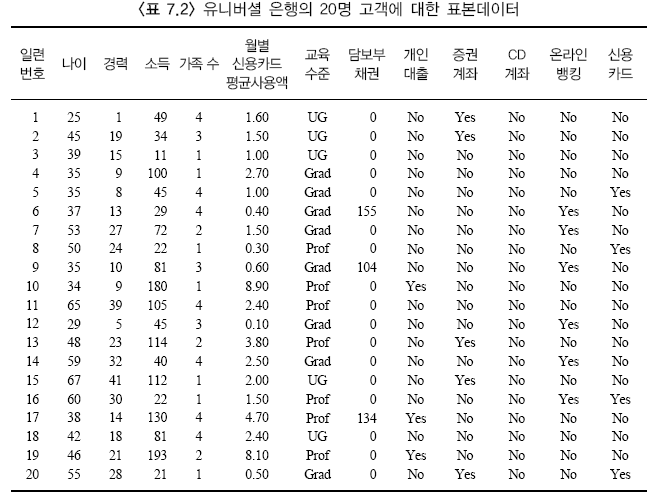 <표 7.2> 유니버셜 은행의 20명 고객에 대한 표본데이터
일련번호 나이 경력 소득 가족 수 월별 신용카드 평균사용액 교육수준 담보부채권 개인대출 증권계좌 CD계좌 온라인뱅킹 신용카드
1 25 1 49 4 1.60 UG 0 No Yes No No No
2 45 19 34 3 1.50 UG 0 No Yes No No No
3 39 15 11 1 1.00 UG 0 No No No No No
4 35 9 100 1 2.70 Grad 0 No No No No No
5 35 8 45 4 1.00 Grad 0 No No No No Yes
6 37 13 29 4 0.40 Grad 155 No No No Yes No
7 53 27 72 2 1.50 Grad 0 No No No Yes No
8 50 24 22 1 0.30 Prof 0 No No No No Yes
9 35 10 81 3 0.60 Grad 104 No No No Yes No
10 34 9 180 1 8.90 Prof 0 Yes No No No No
11 65 39 105 4 2.40 Prof 0 No No No No No
12 29 5 45 3 0.10 Grad 0 No No No Yes No
13 48 23 114 2 3.80 Prof 0 No Yes No No No
14 59 32 40 4 2.50 Grad 0 No No No Yes No
15 67 41 112 1 2.00 UG 0 No Yes No No No
16 60 30 22 1 1.50 Prof 0 No No No Yes Yes
17 38 14 130 4 4.70 Prof 134 Yes No No No No
18 42 18 81 4 2.40 UG 0 No No No No No
19 46 21 193 2 8.10 Prof 0 Yes No No No No
20 55 28 21 1 0.50 Grad 0 No Yes No No Yes